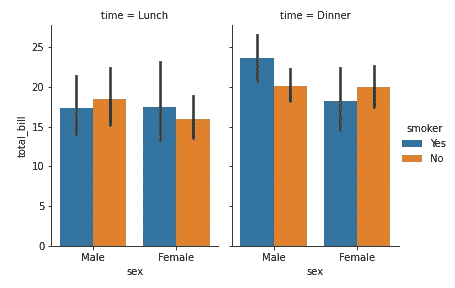 time = Lunch
time = Dinner
25
20
15
10
5
0
total_bill
Male
Female
sex
Male
Female
sex
smoker
Yes
No